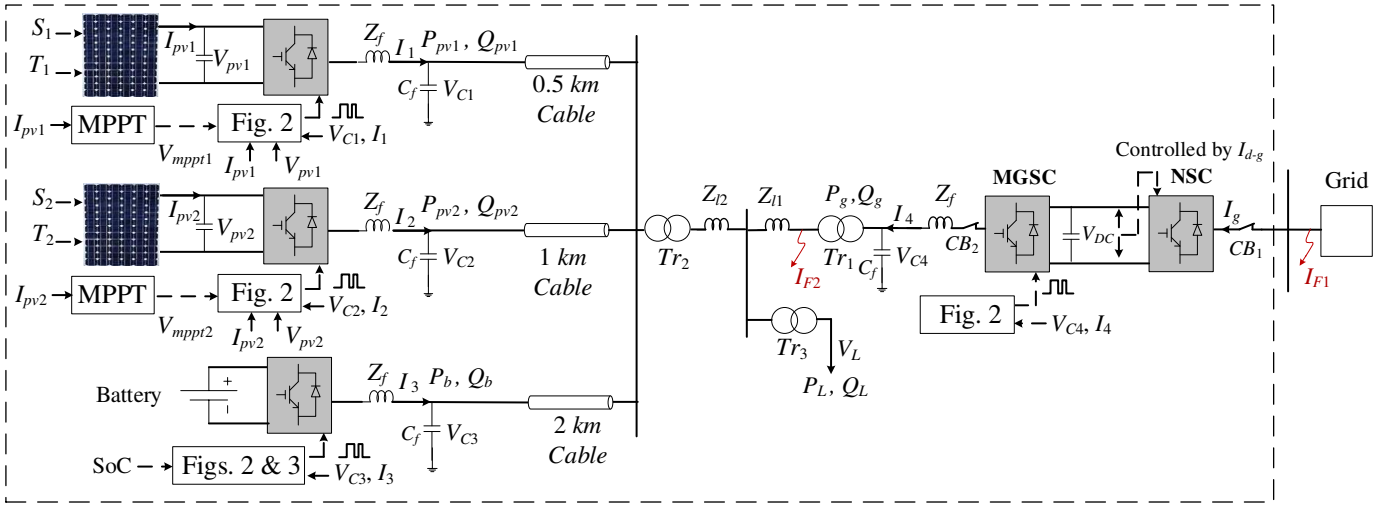 S1
T1
Ipv1
Vpv1
Zf
I1
Ppv1, Qpv1
Cf
VC1
0.5 km
Cable
Ipv1
MPPT
Vmppt1
Fig. 2
VC1, I1
Ipv1
Vpv1
S2
T2
Ipv2
Vpv2
Zf
I2
Ppv2, Qpv2
Cf
VC2
1 km
Cable
Ipv2
MPPT
Vmppt2
Fig. 2
VC2, I2
Ipv2
Vpv2
Battery
+
−
Zf
I3
Pb, Qb
Cf
VC3
2 km
Cable
SoC
Figs. 2 & 3
VC3, I3
Tr2
Zl2
Zl1
IF2
Pg,Qg
Tr1
Cf
I4
VC4
Zf
CB2
MGSC
VDC
Controlled by Id-g
NSC
Fig. 2
VC4, I4
Ig
CB1
IF1
Grid
Tr3
VL
PL, QL